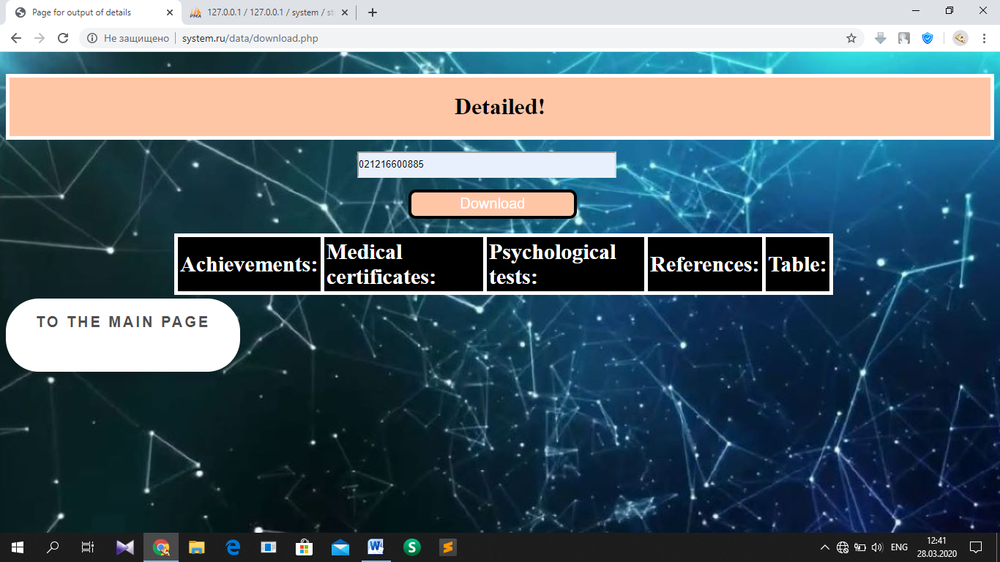 Page for output of details
127.0.0.1 / 127.0.0.1 / system / st
Не защищено
system.ru/data/download.php
Detailed!
021216600885
Download
Achievements:
Medical
certificates:
Psychological
tests:
References:
Table:
TO THE MAIN PAGE
ENG
12:41
28.03.2020